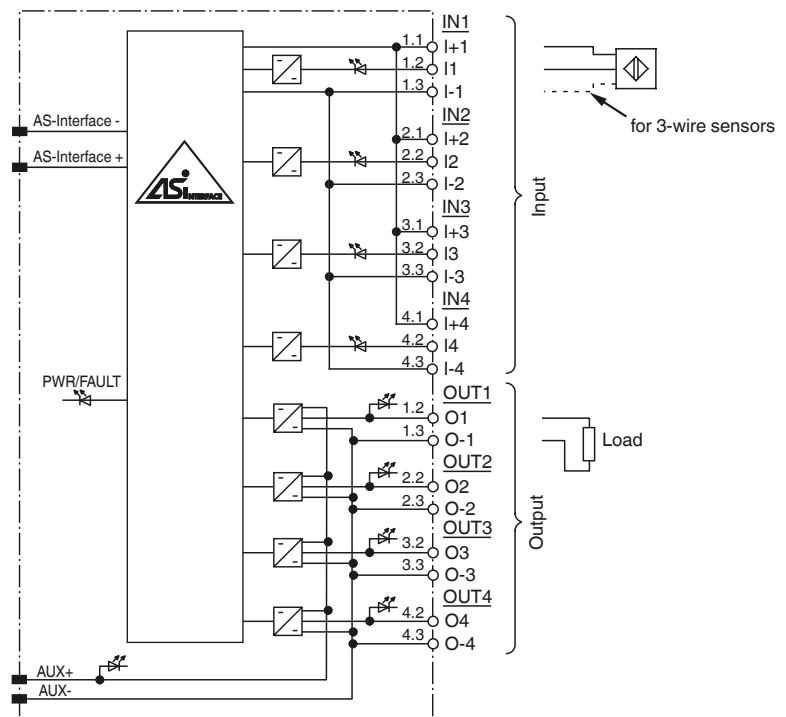 IN1
1.1 I+1
1.2 I1
1.3 I-1
for 3-wire sensors
AS-Interface -
AS-Interface +
ASi INTERFACE
IN2
2.1 I+2
2.2 I2
2.3 I-2
Input
IN3
3.1 I+3
3.2 I3
3.3 I-3
IN4
4.1 I+4
4.2 I4
4.3 I-4
PWR/FAULT
OUT1
1.2 O1
1.3 O-1
Load
OUT2
2.2 O2
2.3 O-2
Output
OUT3
3.2 O3
3.3 O-3
OUT4
4.2 O4
4.3 O-4
AUX+
AUX-